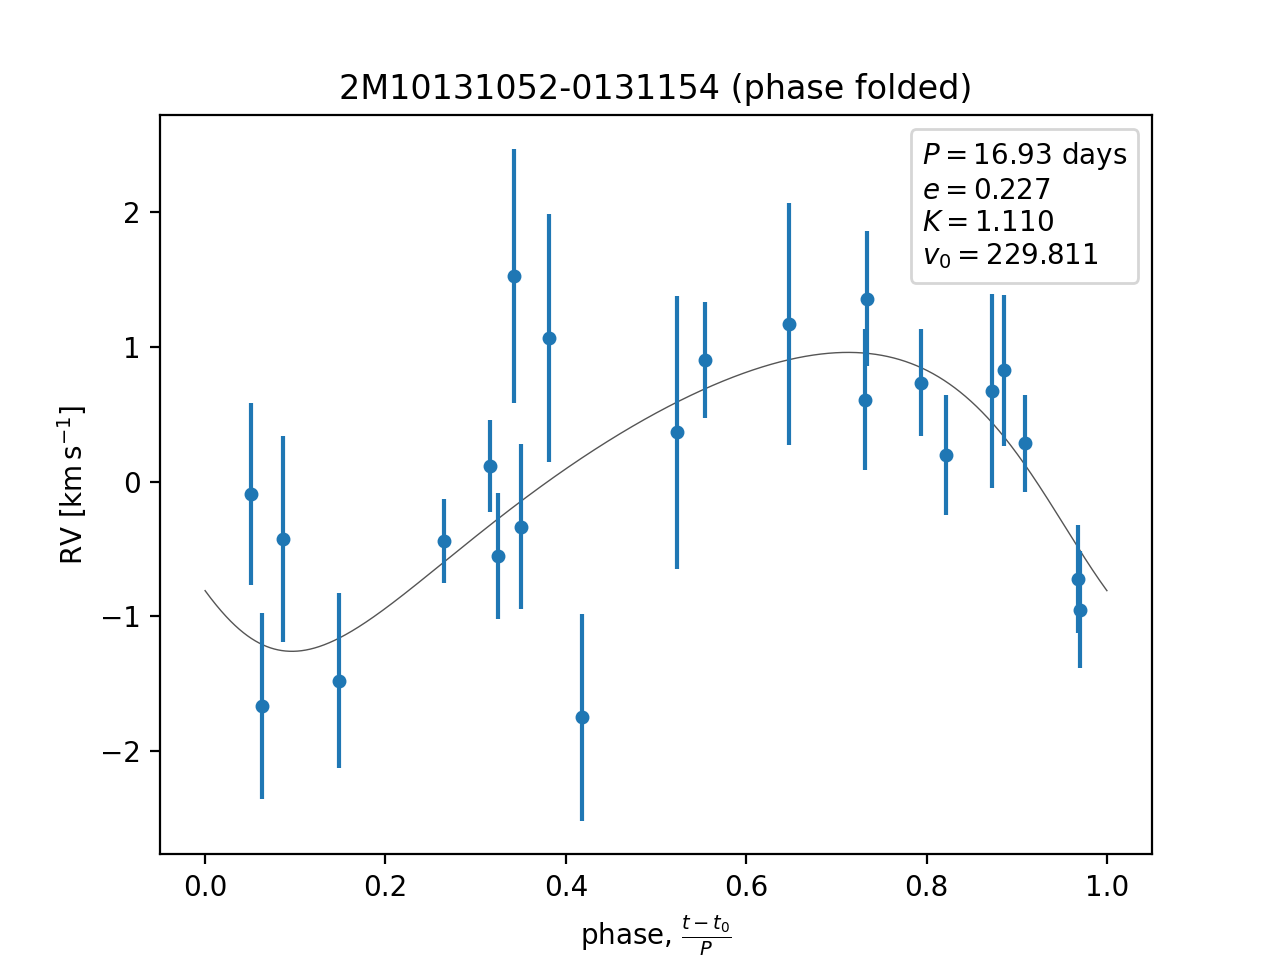 2M10131052-0131154 (phase folded)
P = 16.93 days
e = 0.227
K = 1.110
v₀ = 229.811
RV [km s⁻¹]
2
1
0
−1
−2
0.0 0.2 0.4 0.6 0.8 1.0
phase, (t − t₀)/P